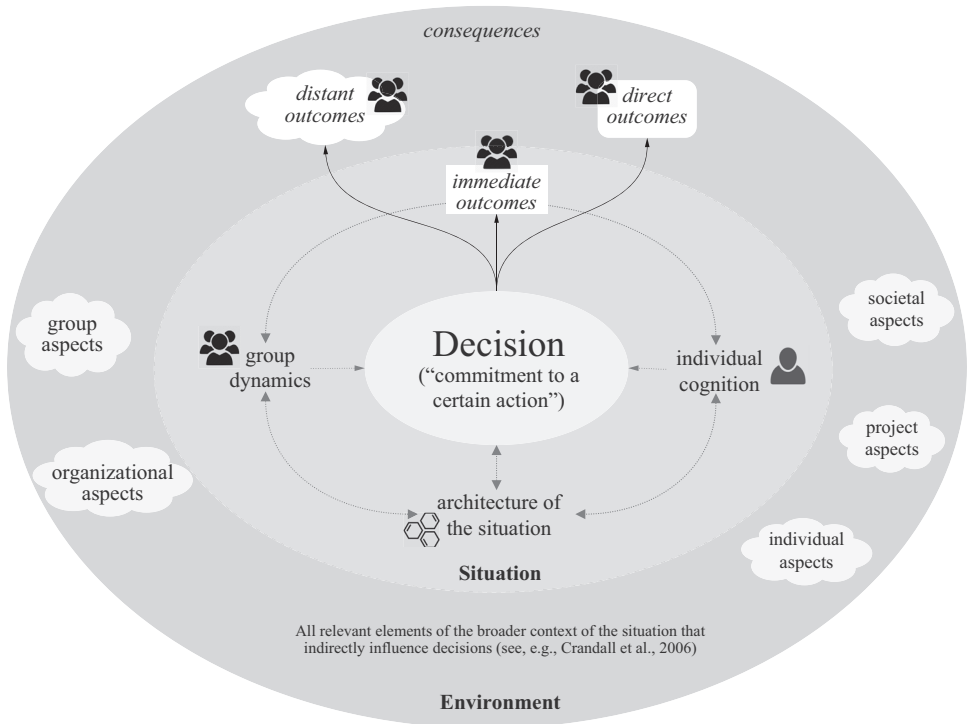 consequences
distant
outcomes
direct
outcomes
immediate
outcomes
group
aspects
societal
aspects
group
dynamics
Decision
(“commitment to a
certain action”)
individual
cognition
project
aspects
organizational
aspects
architecture of
the situation
individual
aspects
Situation
All relevant elements of the broader context of the situation that
indirectly influence decisions (see, e.g., Crandall et al., 2006)
Environment